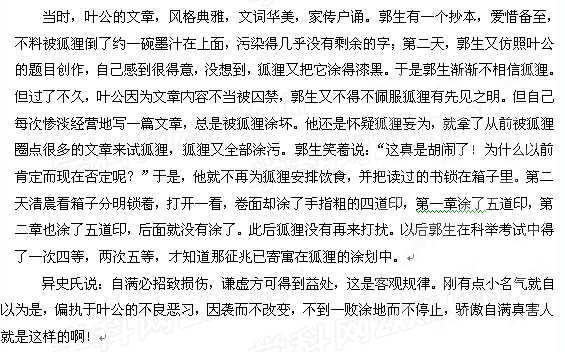 当时，叶公的文章，风格典雅，文词华美，家传户诵。郭生有一个抄本，爱惜备至，
不料被狐狸倒了约一碗墨汁在上面，污染得几乎没有剩余的字；第二天，郭生又仿照叶公
的题目创作，自己感到很得意，没想到，狐狸又把它涂得漆黑。于是郭生渐渐不相信狐狸。
但过了不久，叶公因为文章内容不当被囚禁，郭生又不得不佩服狐狸有先见之明。但自己
每次惨淡经营地写一篇文章，总是被狐狸涂坏。他还是怀疑狐狸妄为，就拿了从前被狐狸
圈点很多的文章来试狐狸，狐狸又全部涂污。郭生笑着说：“这真是胡闹了！为什么以前
肯定而现在否定呢？”于是，他就不再为狐狸安排饮食，并把读过的书锁在箱子里。第二
天清晨看箱子分明锁着，打开一看，卷面却涂了手指粗的四道印，第一章涂了五道印，第
二章也涂了五道印，后面就没有涂了。此后狐狸没有再来打扰。以后郭生在科举考试中得
了一次四等，两次五等，才知道那征兆已寄寓在狐狸的涂划中。
异史氏说：自满必招致损伤，谦虚方可得到益处，这是客观规律。刚有点小名气就自
以为是，偏执于叶公的不良恶习，因袭而不改变，不到一败涂地而不停止，骄傲自满真害人
就是这样的啊！